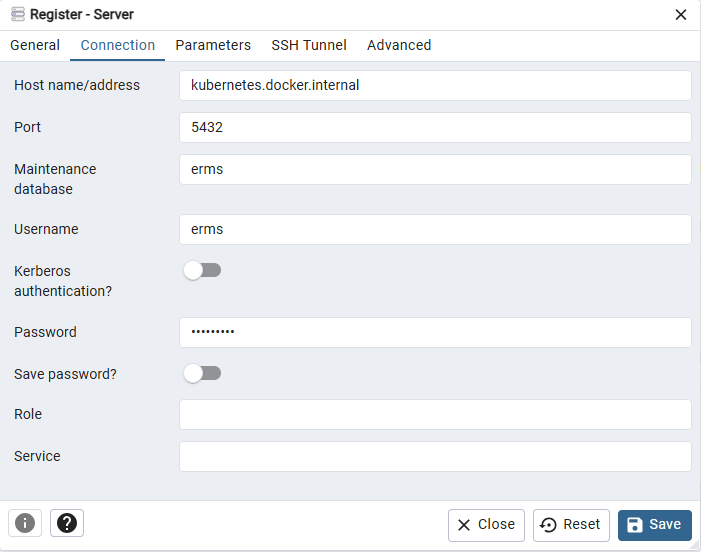 Register - Server
General Connection Parameters SSH Tunnel Advanced
Host name/address kubernetes.docker.internal
Port 5432
Maintenance
database
erms
Username erms
Kerberos
authentication?
Password •••••••••
Save password?
Role
Service
Close Reset Save